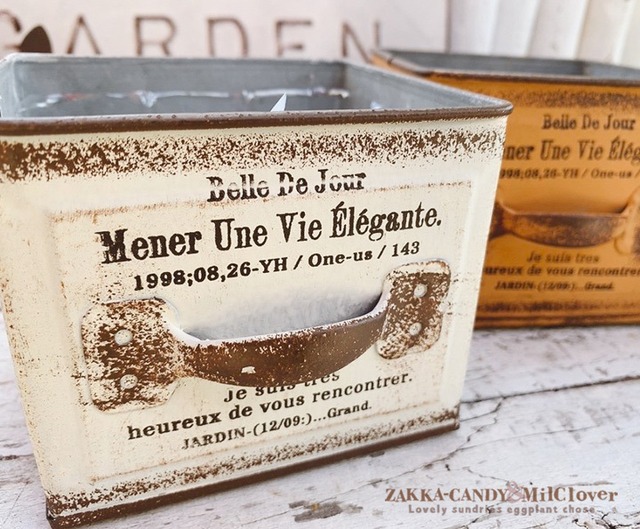 GARDEN
Belle De Jour
Mener Une Vie Élégante.
1998;08,26-YH / One-us / 143
Je suis très
heureux de vous rencontrer.
JARDIN-(12/09:)...Grand.
Belle De Jour
ner Une Vie Élég
998;08,26-YH / One-us /
Je suis tres
ureux de vous rencontrer
JARDIN-(12/09:)...Grand.
ZAKKA-CANDY&MilClover
Lovely sundries eggplant chose